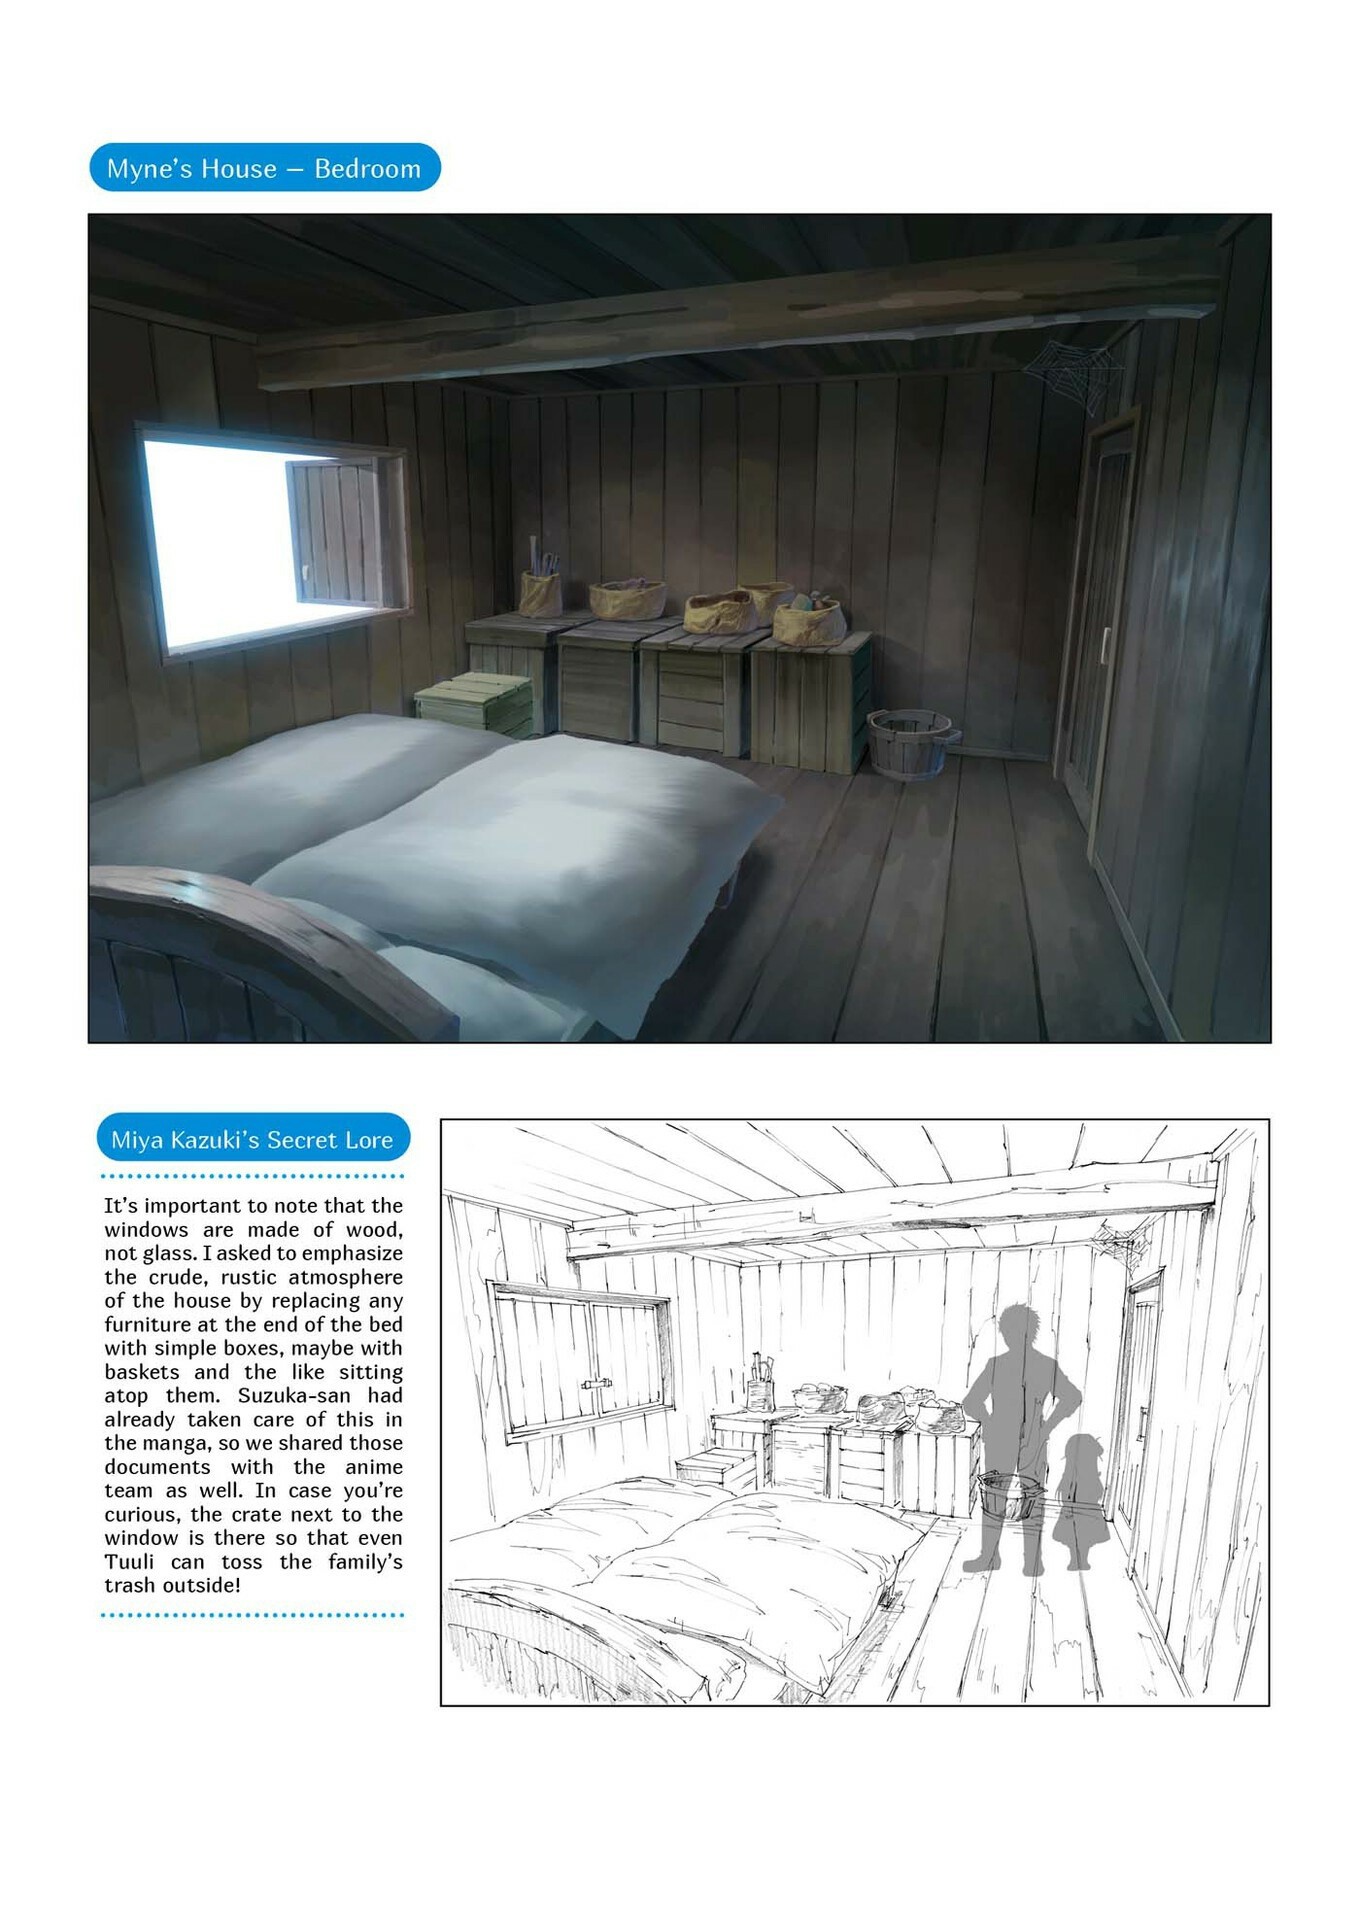 Myne's House – Bedroom
Miya Kazuki's Secret Lore
It's important to note that the
windows are made of wood,
not glass. I asked to emphasize
the crude, rustic atmosphere
of the house by replacing any
furniture at the end of the bed
with simple boxes, maybe with
baskets and the like sitting
atop them. Suzuka-san had
already taken care of this in
the manga, so we shared those
documents with the anime
team as well. In case you're
curious, the crate next to the
window is there so that even
Tuuli can toss the family's
trash outside!